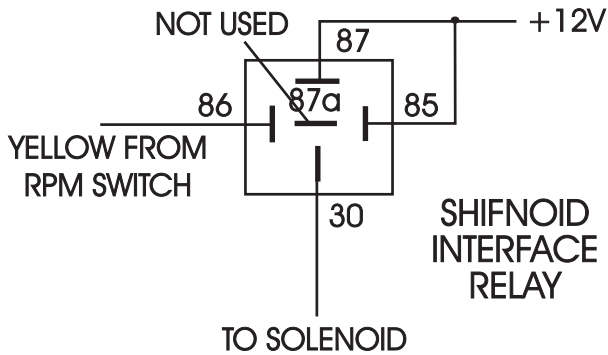 NOT USED
87
+12V
86
87a
85
YELLOW FROM
RPM SWITCH
30
SHIFNOID
INTERFACE
RELAY
TO SOLENOID